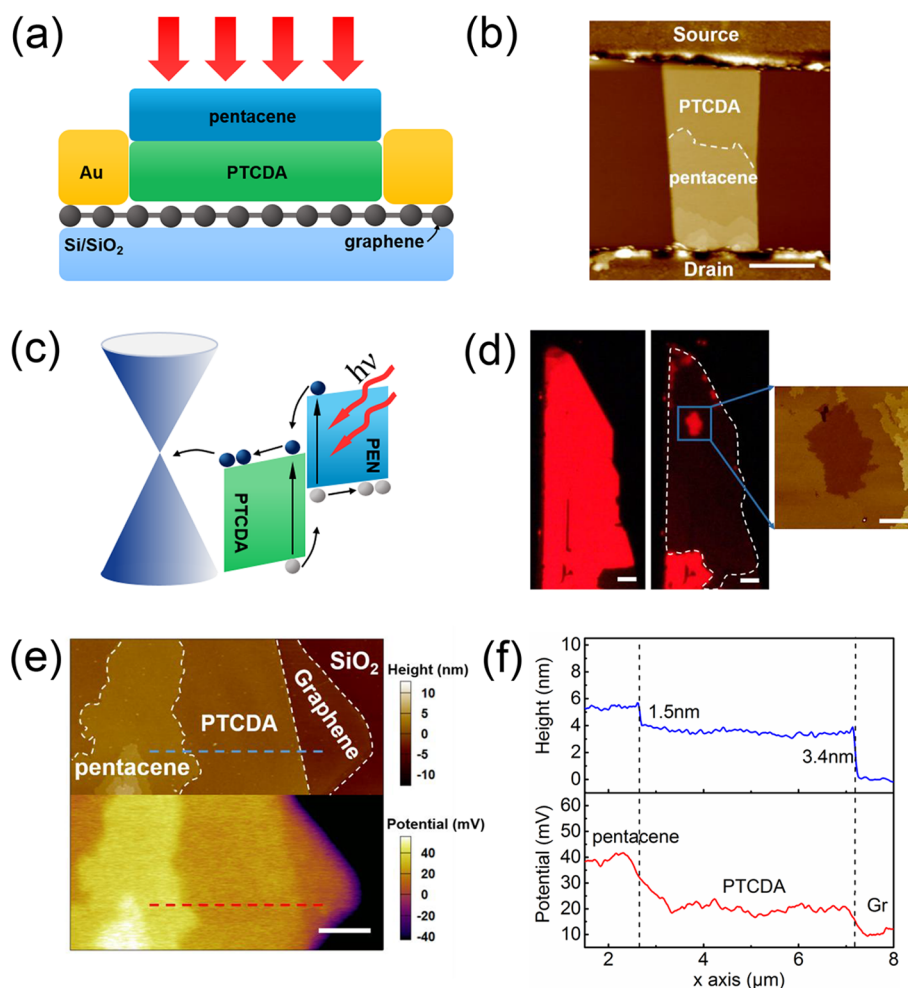 (a)
pentacene
Au
PTCDA
Si/SiO2
graphene
(b)
Source
PTCDA
pentacene
Drain
(c)
hν
PEN
PTCDA
(d)
(e)
SiO2
Graphene
PTCDA
pentacene
Height (nm)
10
5
0
-5
-10
Potential (mV)
40
20
0
-20
-40
(f)
Height (nm)
10
8
6
4
2
0
1.5nm
3.4nm
Potential (mV)
60
50
40
30
20
10
pentacene
PTCDA
Gr
2 4 6 8
x axis (μm)